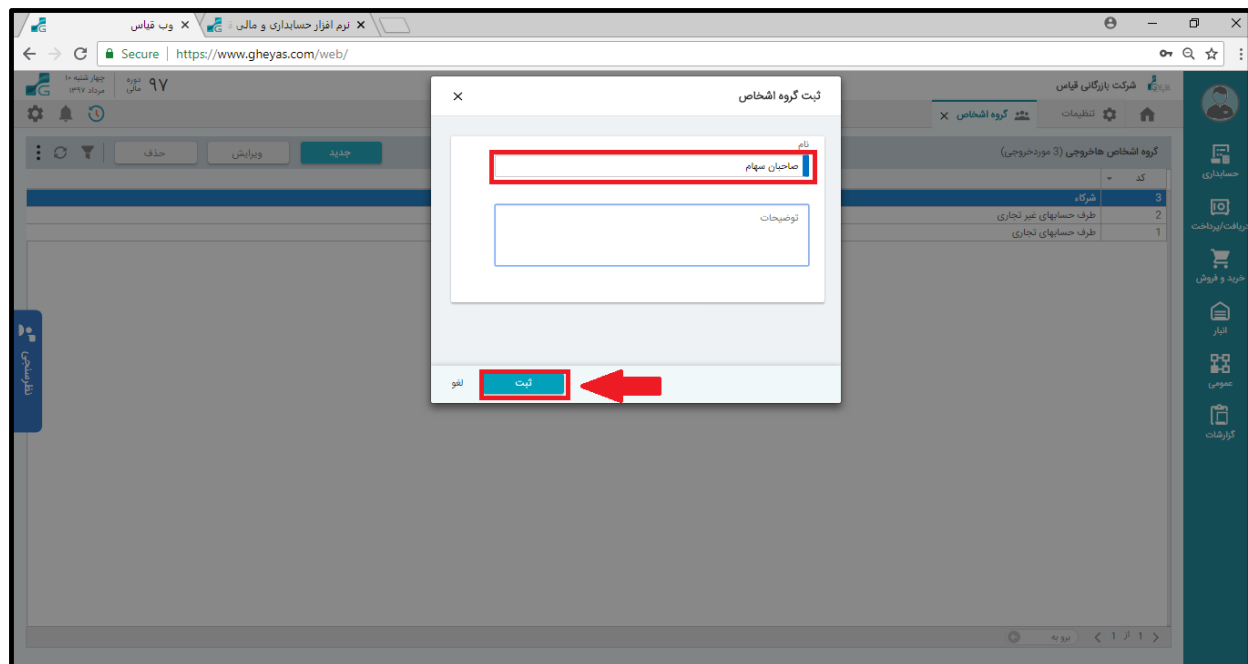 وب قیاس
نرم افزار حسابداری و مالی
Secure | https://www.gheyas.com/web/
شرکت بازرگانی قیاس
دوره مالی ۹۷
چهار شنبه ۱۰
مرداد ۱۳۹۷
تنظیمات
گروه اشخاص
گروه اشخاص هاخروجی (3 موردخروجی)
جدید
ویرایش
حذف
کد
3 شرکاء
2 طرف حسابهای غیر تجاری
1 طرف حسابهای تجاری
ثبت گروه اشخاص
نام
صاحبان سهام
توضیحات
ثبت
لغو
حسابداری
دریافت/پرداخت
خرید و فروش
انبار
عمومی
گزارشات
نظرسنجی
1 از 1
برو به